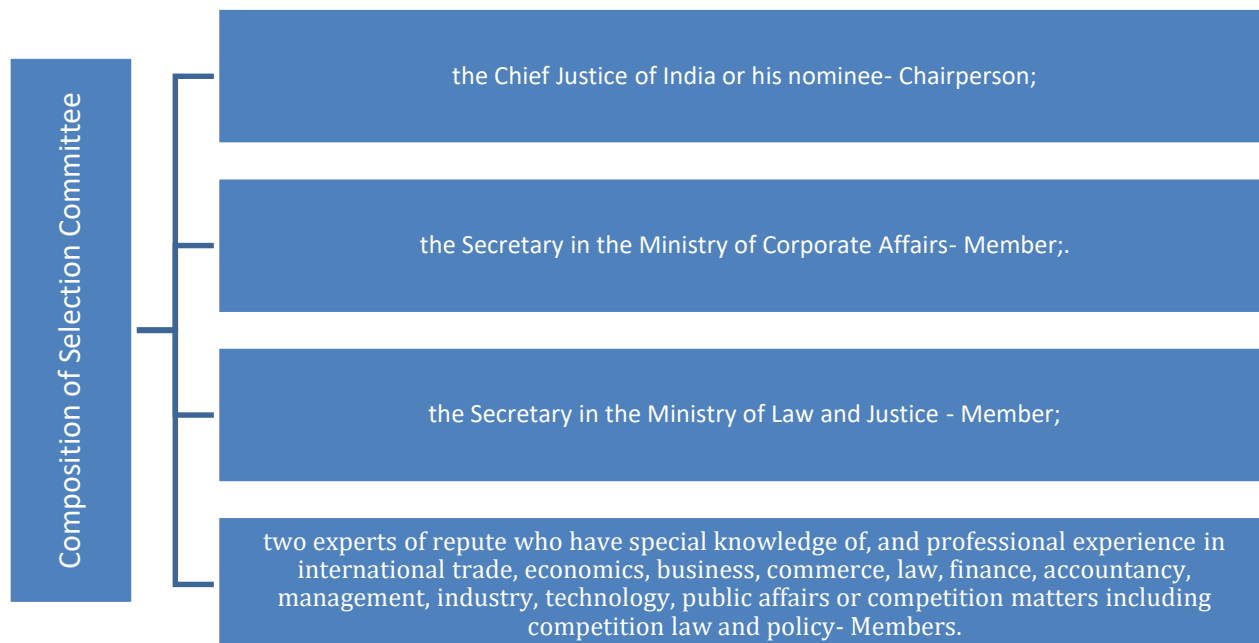 Composition of Selection Committee
the Chief Justice of India or his nominee- Chairperson;
the Secretary in the Ministry of Corporate Affairs- Member;.
the Secretary in the Ministry of Law and Justice - Member;
two experts of repute who have special knowledge of, and professional experience in
international trade, economics, business, commerce, law, finance, accountancy,
management, industry, technology, public affairs or competition matters including
competition law and policy- Members.